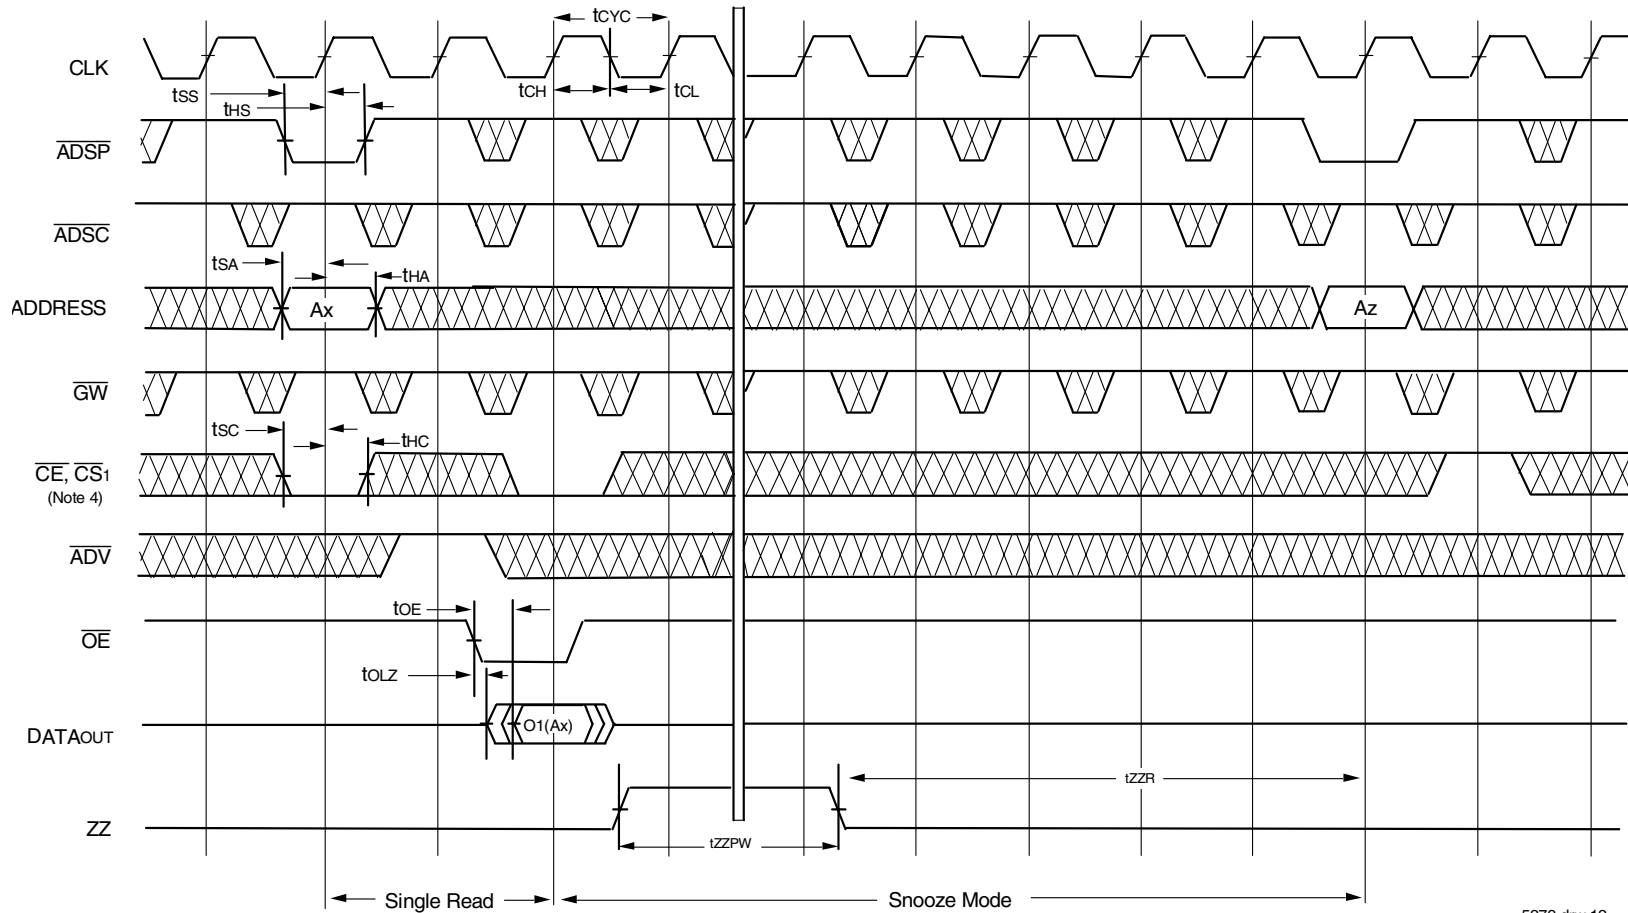 tCYC
CLK
tSS
tHS
tCH
tCL
ADSP
ADSC
tSA
tHA
ADDRESS
Ax
Az
GW
tSC
tHC
CE, CS1
(Note 4)
ADV
tOE
OE
tOLZ
O1(Ax)
DATAOUT
tZZR
ZZ
tZZPW
Single Read
Snooze Mode